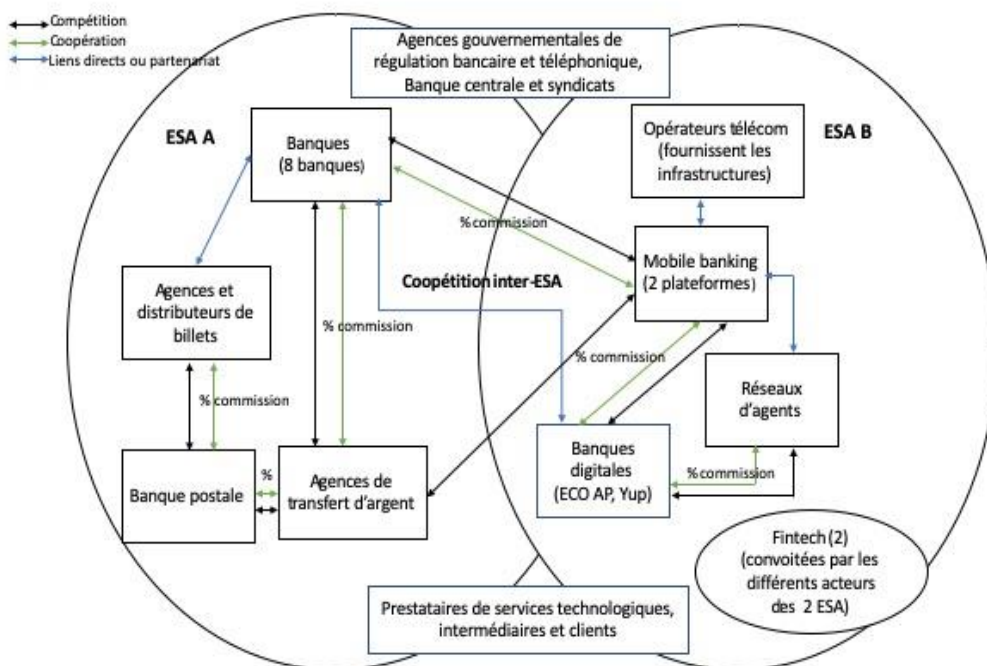 Compétition
Coopération
Liens directs ou partenariat
Agences gouvernementales de
régulation bancaire et téléphonique,
Banque centrale et syndicats
ESA A
Banques
(8 banques)
Opérateurs télécom
(fournissent les
infrastructures)
ESA B
% commission
Mobile banking
(2 plateformes)
Coopétition inter-ESA
Agences et
distributeurs de
billets
% commission
% commission
Réseaux
d'agents
% commission
Banque postale
%
Agences de
transfert d'argent
Banques
digitales
(ECO AP, Yup)
% commission
Fintech (2)
(convoitées par les
différents acteurs
des 2 ESA)
Prestataires de services technologiques,
intermédiaires et clients